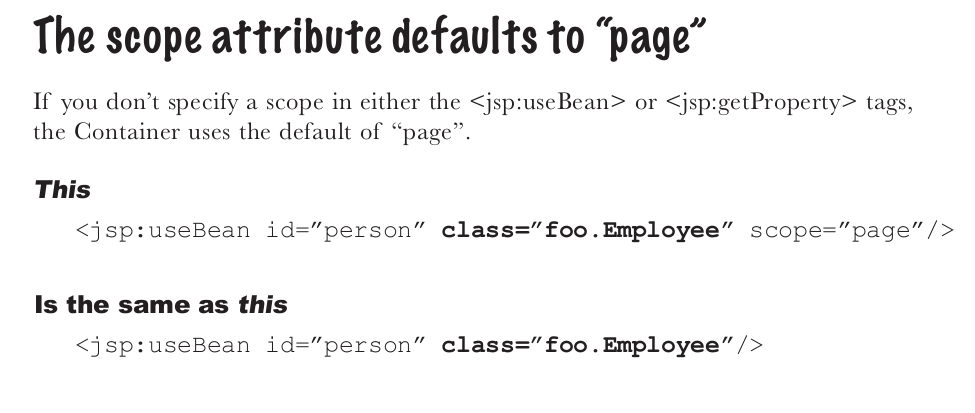 The scope attribute defaults to “page”
If you don’t specify a scope in either the <jsp:useBean> or <jsp:getProperty> tags,
the Container uses the default of “page”.
This
<jsp:useBean id=”person” class=”foo.Employee” scope=”page”/>
Is the same as this
<jsp:useBean id=”person” class=”foo.Employee”/>